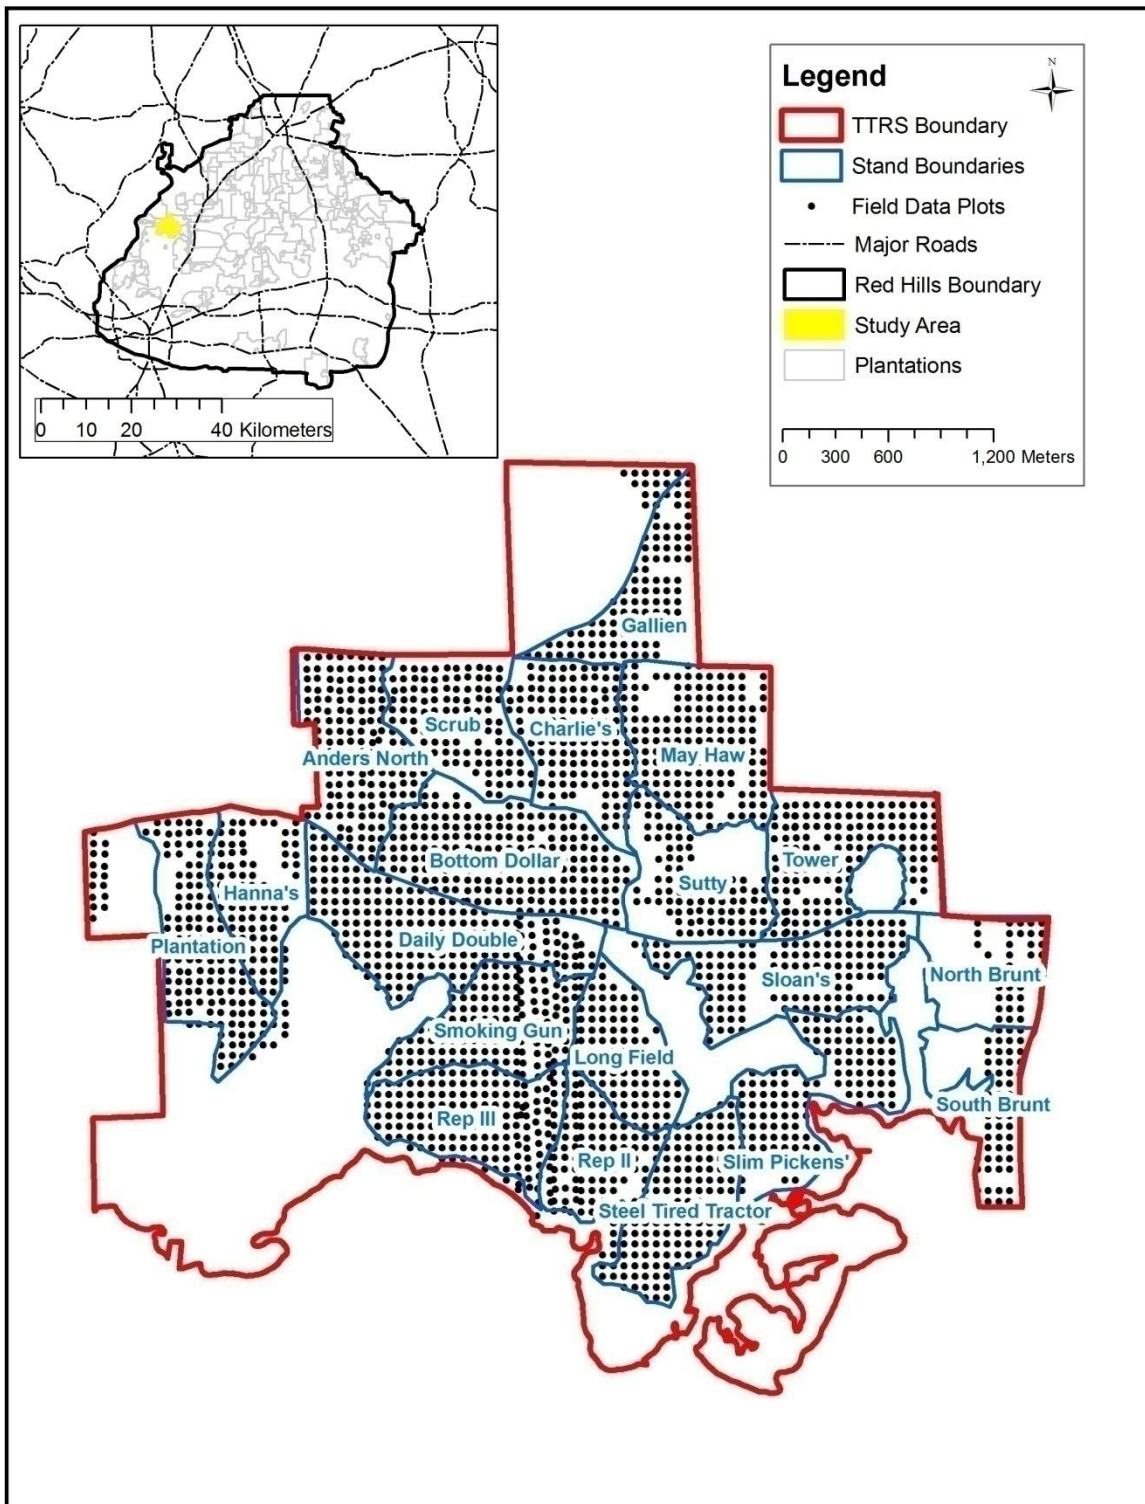 N
Legend
TTRS Boundary
Stand Boundaries
Field Data Plots
Major Roads
Red Hills Boundary
Study Area
Plantations
0 300 600 1,200 Meters
0 10 20 40 Kilometers
Gallien
Scrub
Charlie's
Anders North
May Haw
Bottom Dollar
Tower
Hanna's
Sutty
Plantation
Daily Double
Sloan's
North Brunt
Smoking Gun
Long Field
Rep III
South Brunt
Rep II
Slim Pickens'
Steel Tired Tractor